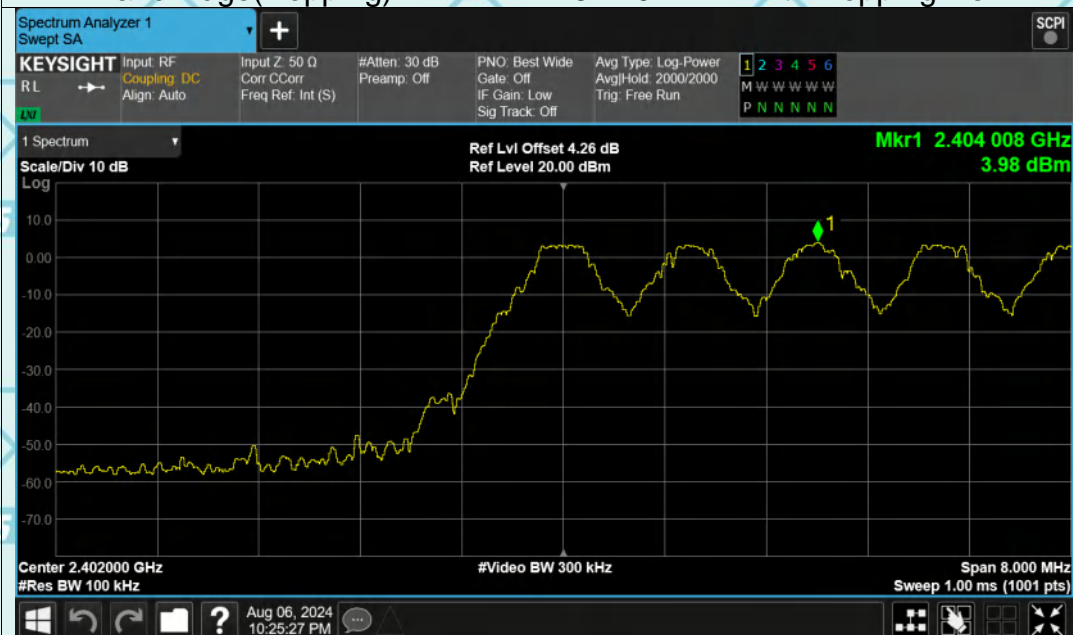 Spectrum Analyzer 1
Swept SA
+
SCPI
KEYSIGHT
RL
LXI
Input: RF
Coupling: DC
Align: Auto
Input Z: 50 Ω
Corr CCorr
Freq Ref: Int (S)
#Atten: 30 dB
Preamp: Off
PNO: Best Wide
Gate: Off
IF Gain: Low
Sig Track: Off
Avg Type: Log-Power
Avg|Hold: 2000/2000
Trig: Free Run
1 2 3 4 5 6
M W W W W W
P N N N N N
1 Spectrum
Scale/Div 10 dB
Log
Ref Lvl Offset 4.26 dB
Ref Level 20.00 dBm
Mkr1 2.404 008 GHz
3.98 dBm
1
10.0
0.00
-10.0
-20.0
-30.0
-40.0
-50.0
-60.0
-70.0
Center 2.402000 GHz
#Res BW 100 kHz
#Video BW 300 kHz
Span 8.000 MHz
Sweep 1.00 ms (1001 pts)
?
Aug 06, 2024
10:25:27 PM